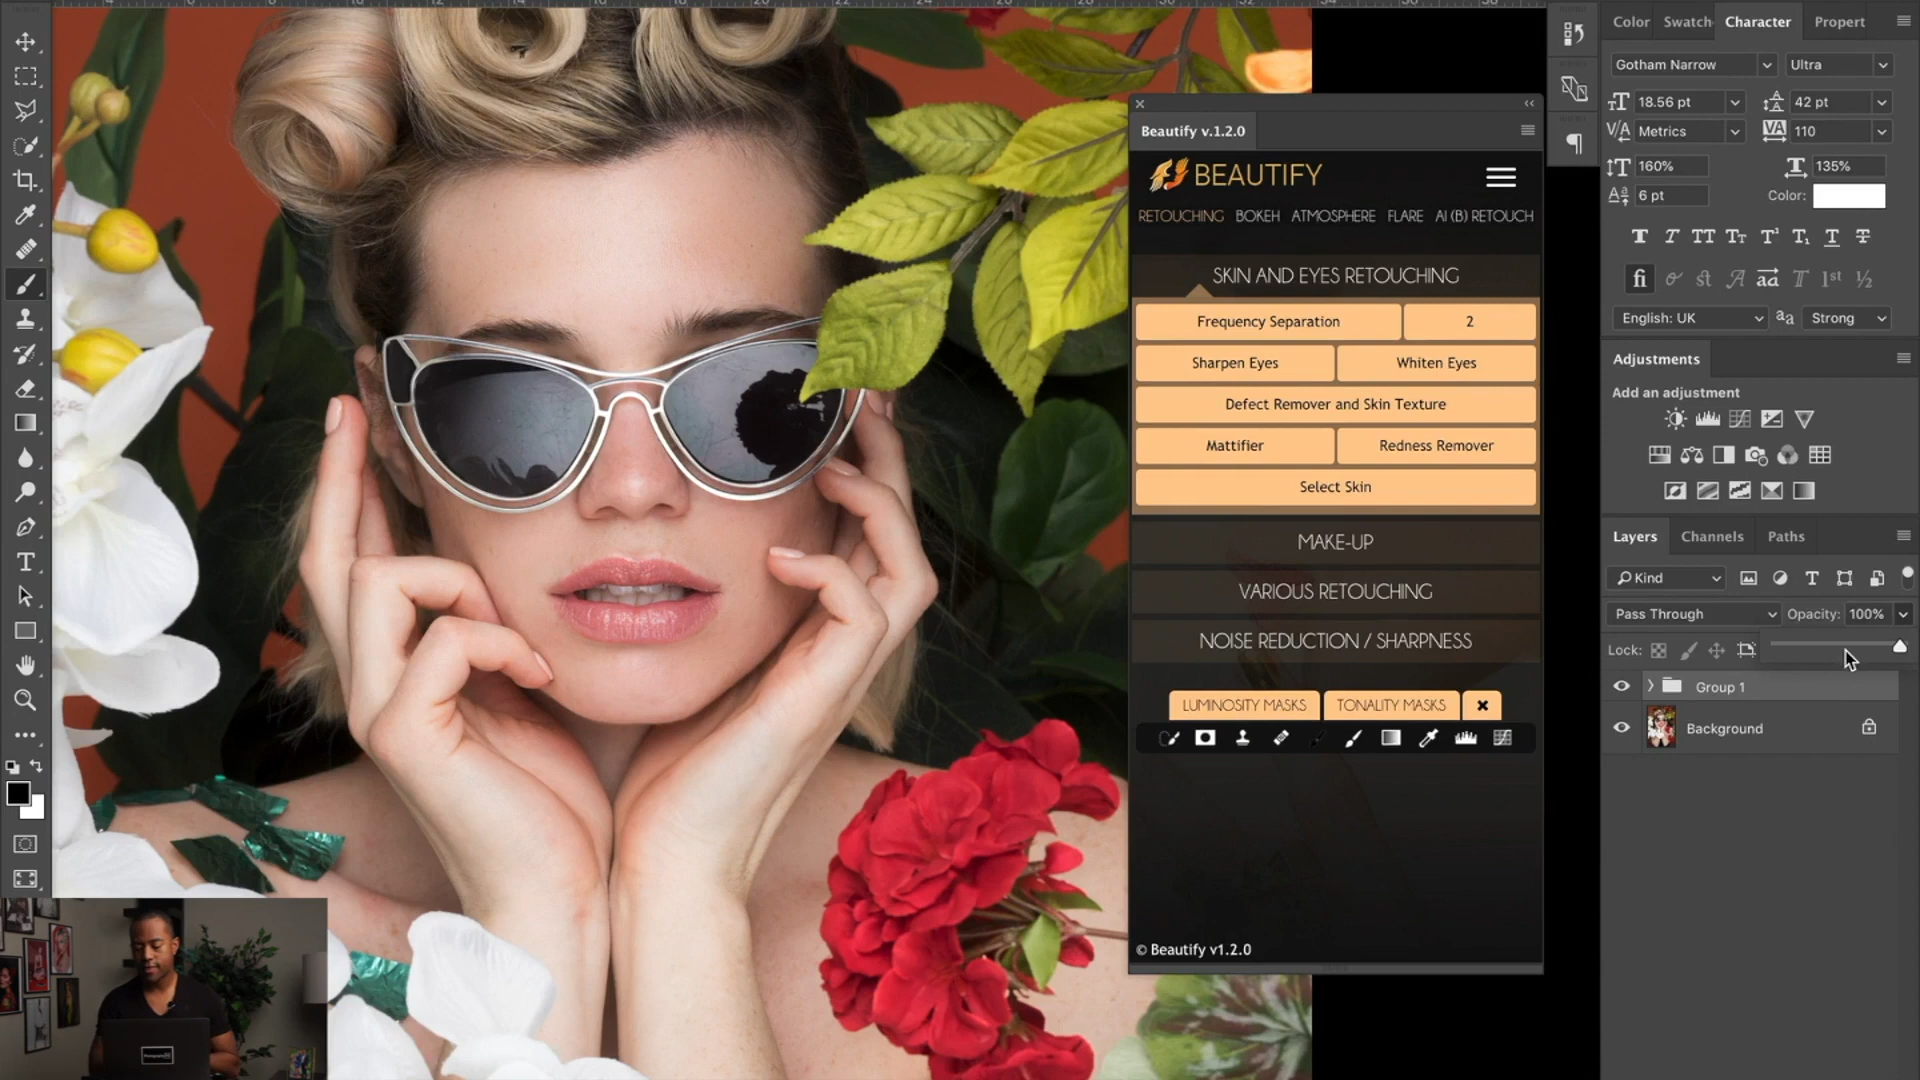 Color Swatch Character Propert
Gotham Narrow Ultra
18.56 pt 42 pt
Metrics 110
160% 135%
6 pt Color:
English: UK aa Strong
Adjustments
Add an adjustment
Layers Channels Paths
Kind
Pass Through Opacity: 100%
Lock:
Group 1
Background
Beautify v.1.2.0
BEAUTIFY
RETOUCHING BOKEH ATMOSPHERE FLARE AI (B) RETOUCH
SKIN AND EYES RETOUCHING
Frequency Separation 2
Sharpen Eyes Whiten Eyes
Defect Remover and Skin Texture
Mattifier Redness Remover
Select Skin
MAKE-UP
VARIOUS RETOUCHING
NOISE REDUCTION / SHARPNESS
LUMINOSITY MASKS TONALITY MASKS
© Beautify v1.2.0